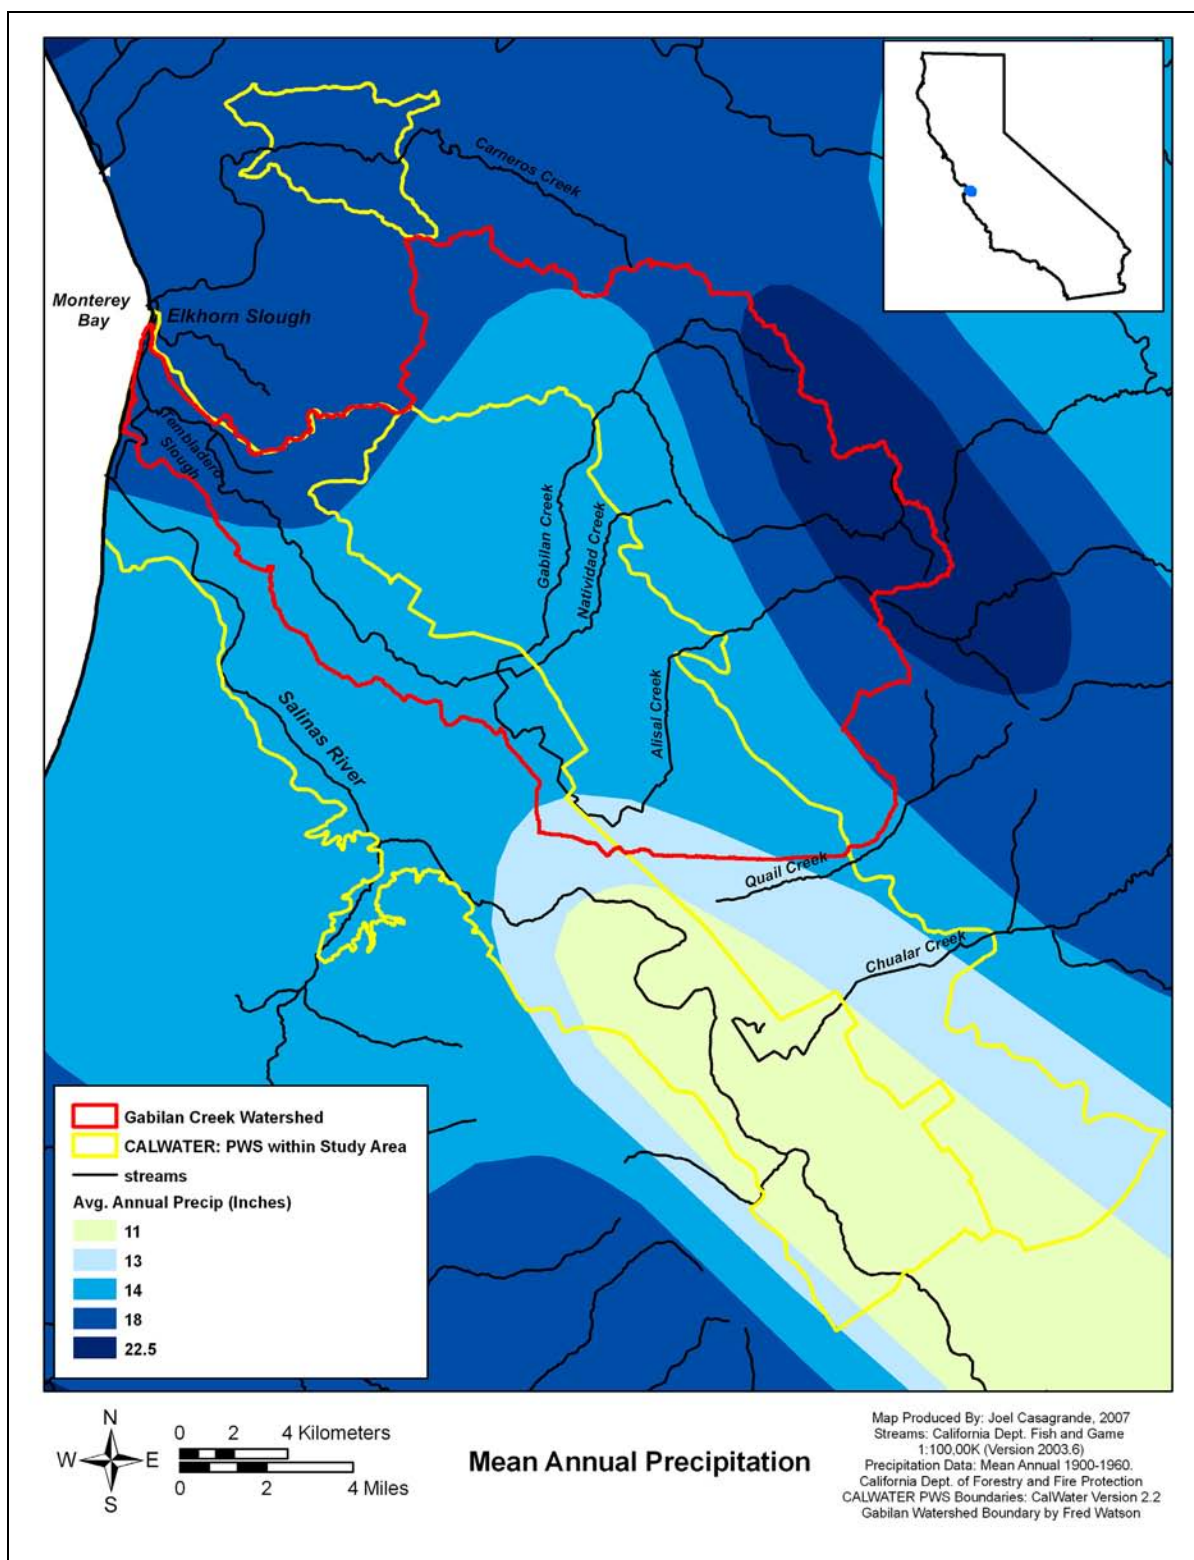 Carneros Creek
Monterey
Bay
Elkhorn Slough
Tembladero
Slough
Gabilan Creek
Natividad Creek
Alisal Creek
Salinas River
Quail Creek
Chualar Creek
Gabilan Creek Watershed
CALWATER: PWS within Study Area
streams
Avg. Annual Precip (Inches)
11
13
14
18
22.5
N
W E
S
0 2 4 Kilometers
0 2 4 Miles
Mean Annual Precipitation
Map Produced By: Joel Casagrande, 2007
Streams: California Dept. Fish and Game
1:100,00K (Version 2003.6)
Precipitation Data: Mean Annual 1900-1960.
California Dept. of Forestry and Fire Protection
CALWATER PWS Boundaries: CalWater Version 2.2
Gabilan Watershed Boundary by Fred Watson